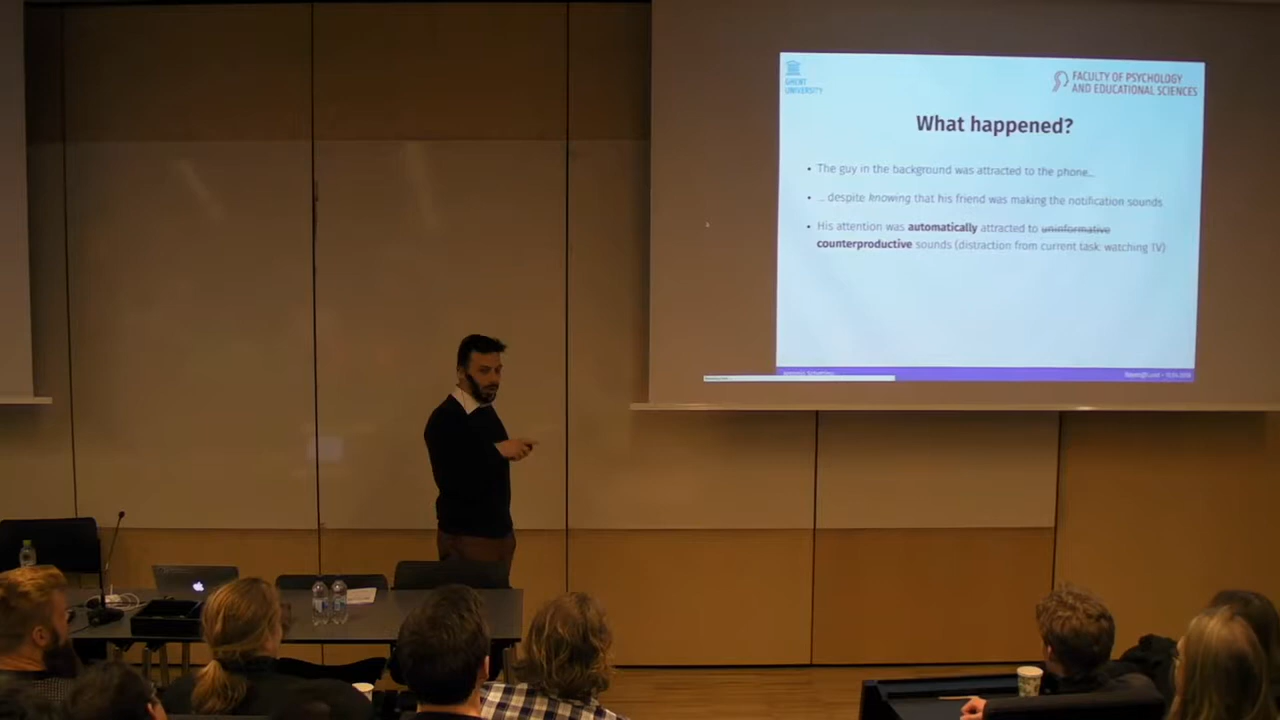 GHENT
UNIVERSITY
FACULTY OF PSYCHOLOGY
AND EDUCATIONAL SCIENCES
What happened?
• The guy in the background was attracted to the phone...
• ... despite knowing that his friend was making the notification sounds
• His attention was automatically attracted to uninformative
counterproductive sounds (distraction from current task: watching TV)